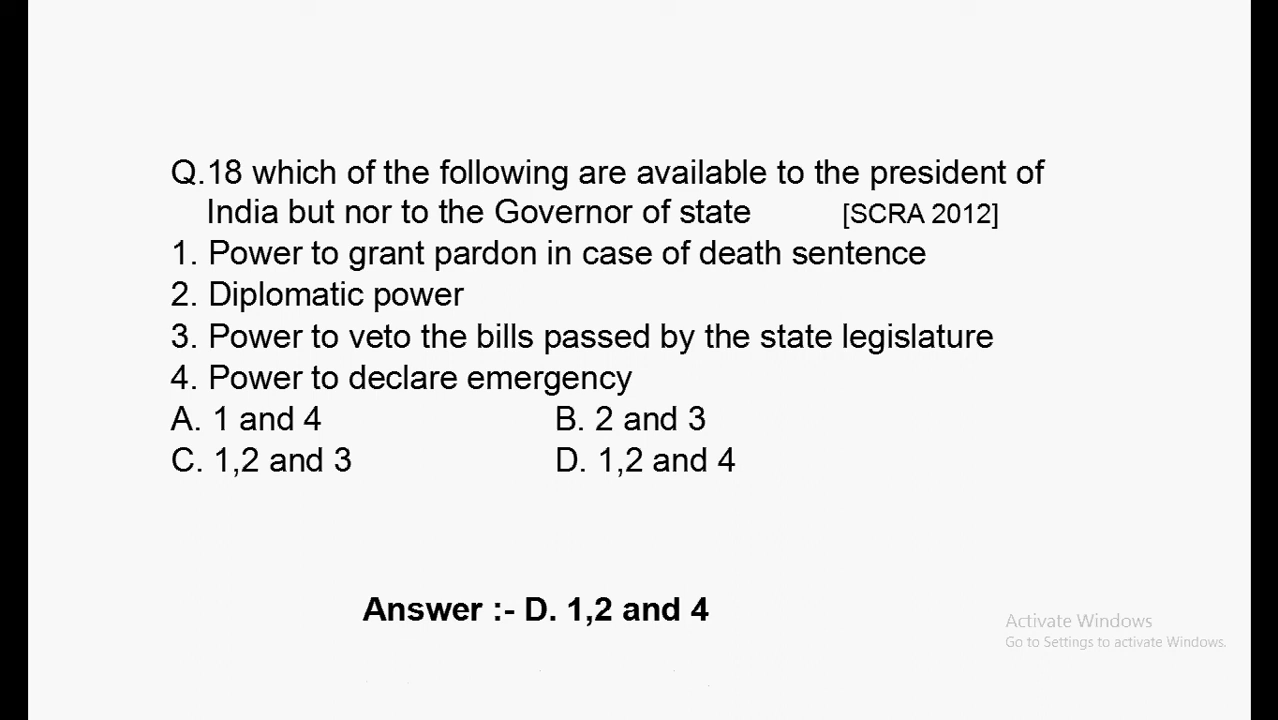 Q.18 which of the following are available to the president of
India but nor to the Governor of state [SCRA 2012]
1. Power to grant pardon in case of death sentence
2. Diplomatic power
3. Power to veto the bills passed by the state legislature
4. Power to declare emergency
A. 1 and 4 B. 2 and 3
C. 1,2 and 3 D. 1,2 and 4
Answer :- D. 1,2 and 4
Activate Windows
Go to Settings to activate Windows.